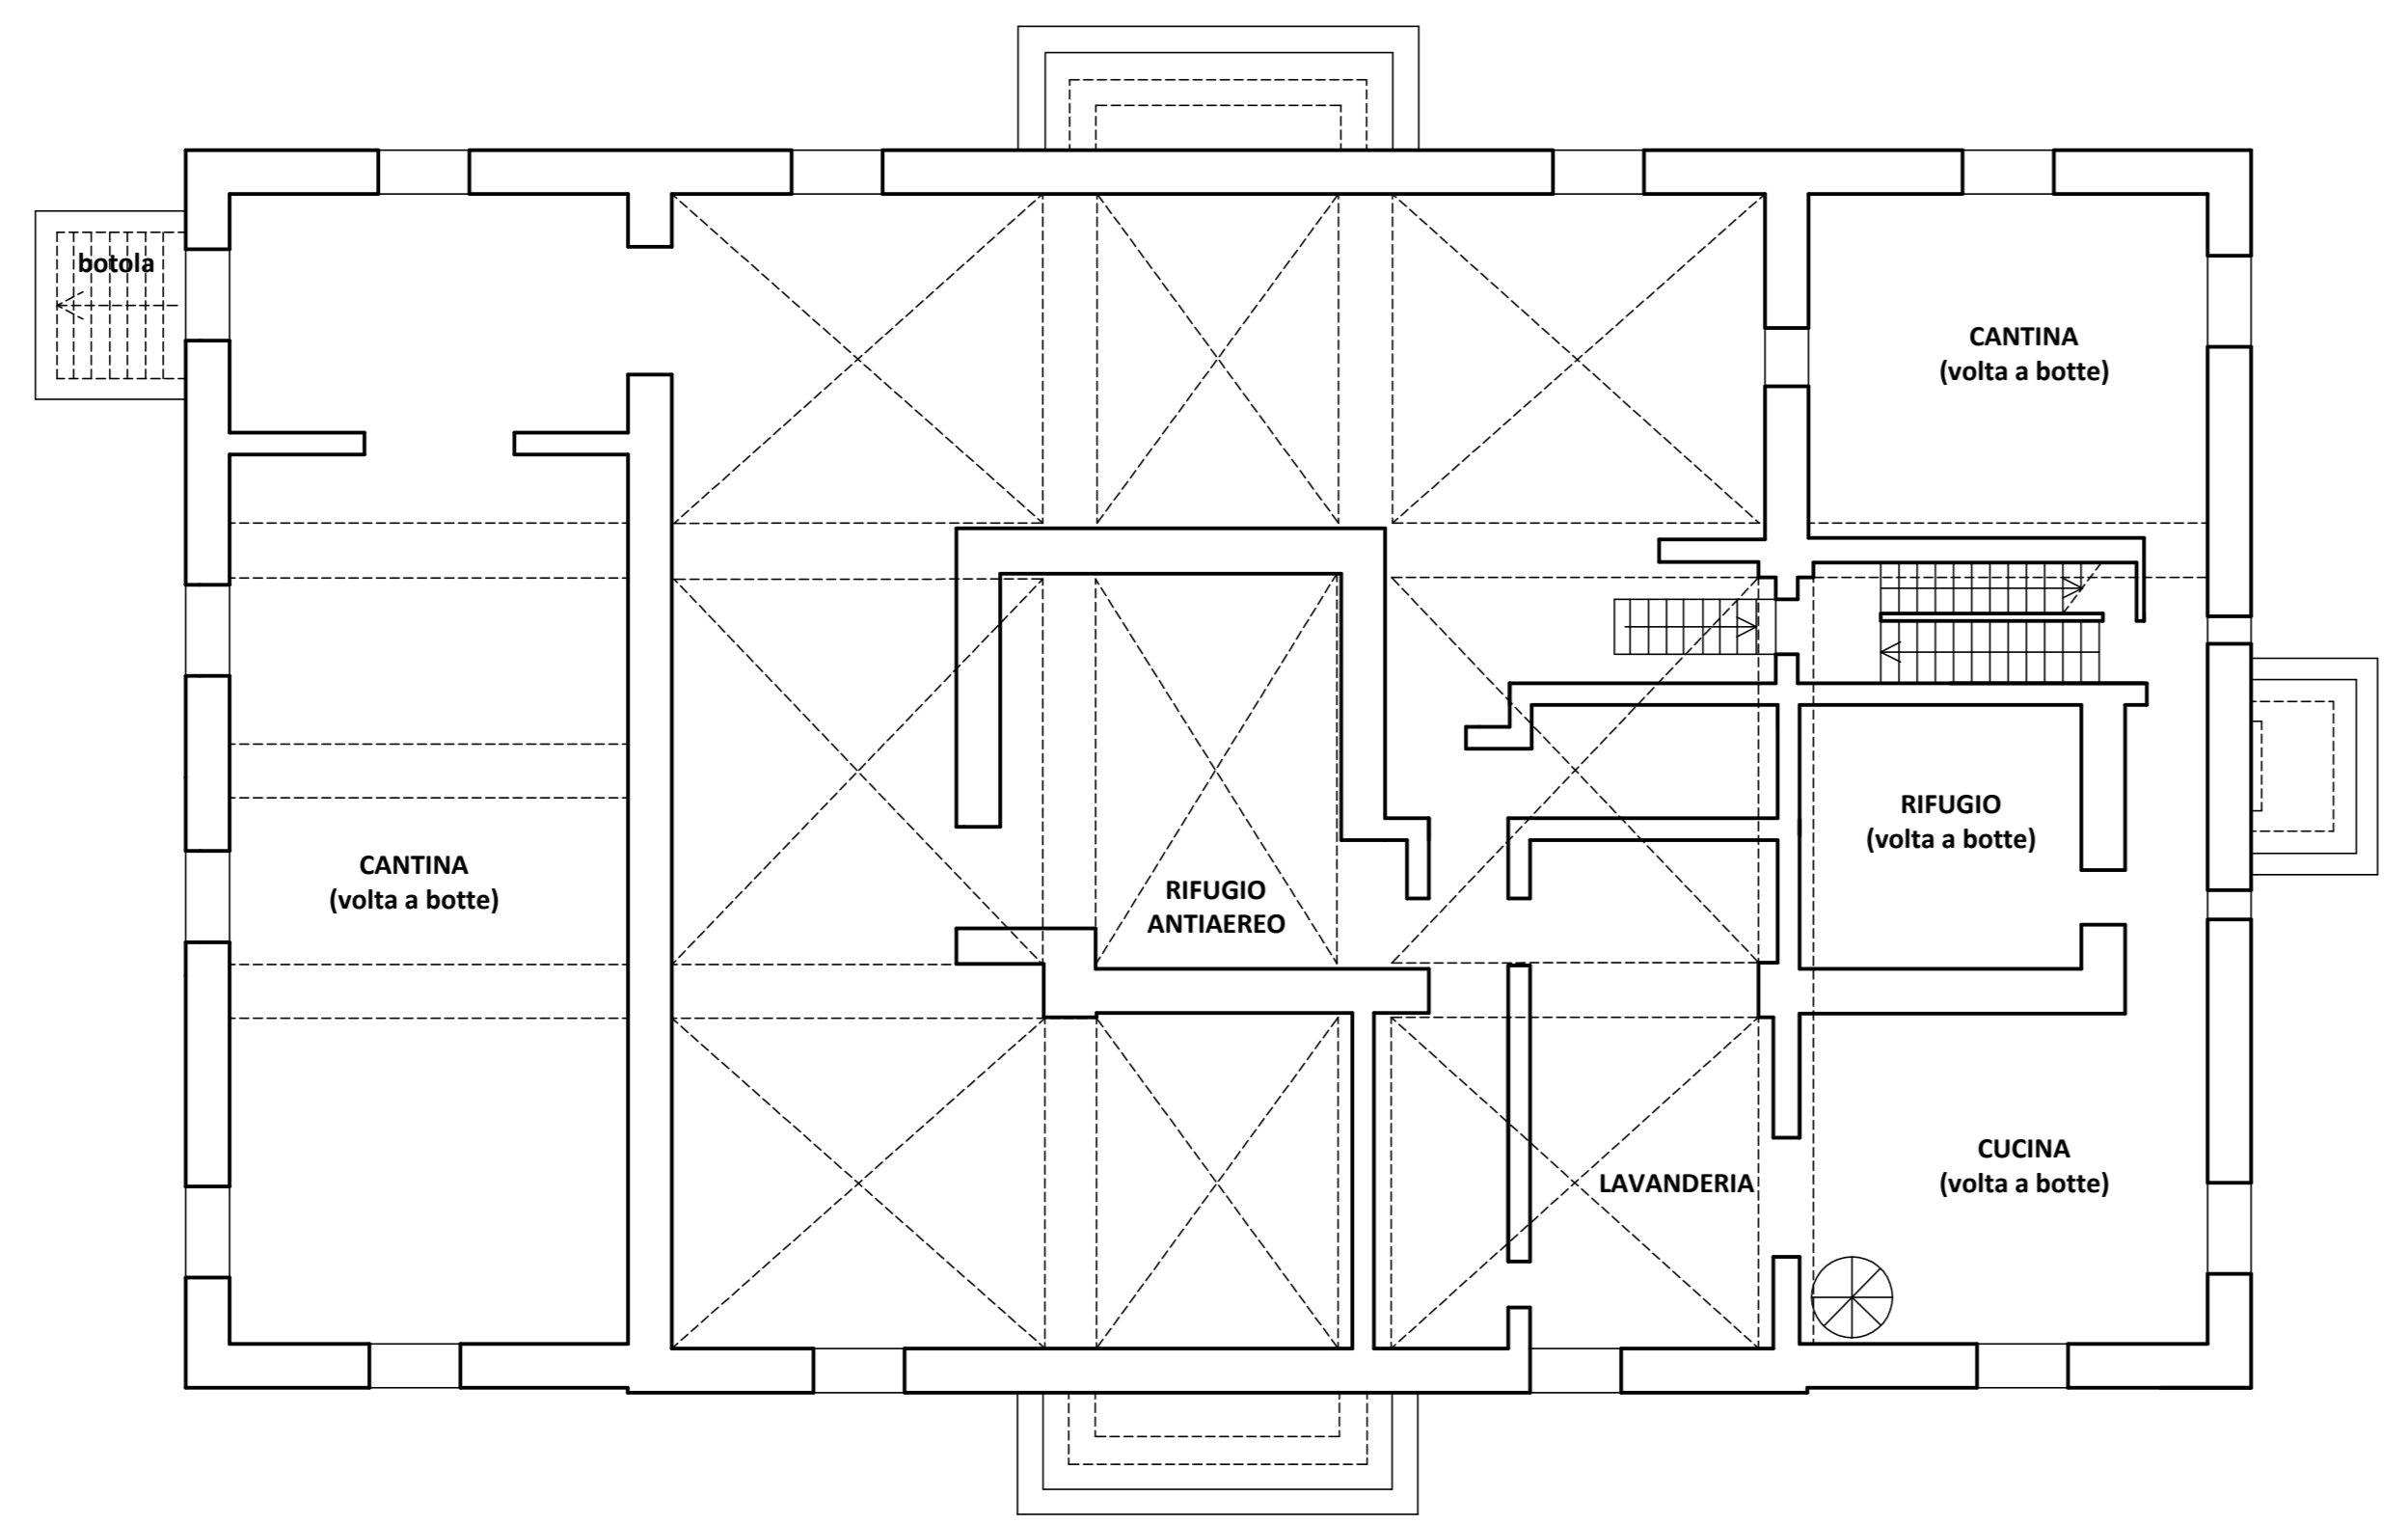 botola
CANTINA
(volta a botte)
CANTINA
(volta a botte)
RIFUGIO
ANTIAEREO
RIFUGIO
(volta a botte)
LAVANDERIA
CUCINA
(volta a botte)